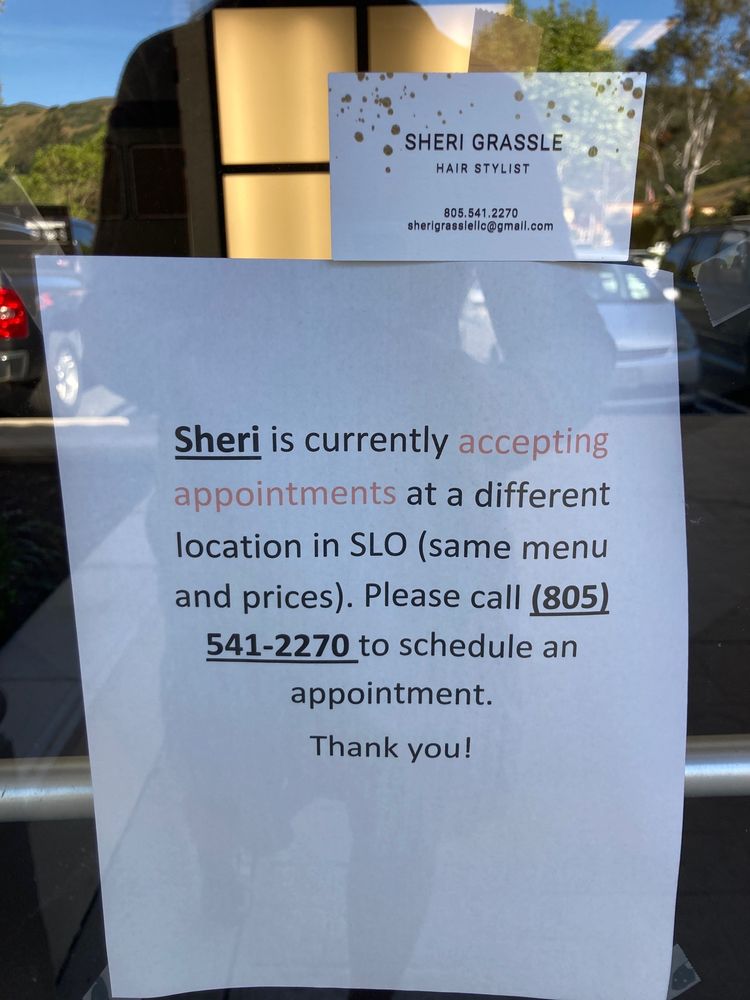 SHERI GRASSLE
HAIR STYLIST
805.541.2270
sherigrasslellc@gmail.com
Sheri is currently accepting
appointments at a different
location in SLO (same menu
and prices). Please call (805)
541-2270 to schedule an
appointment.
Thank you!